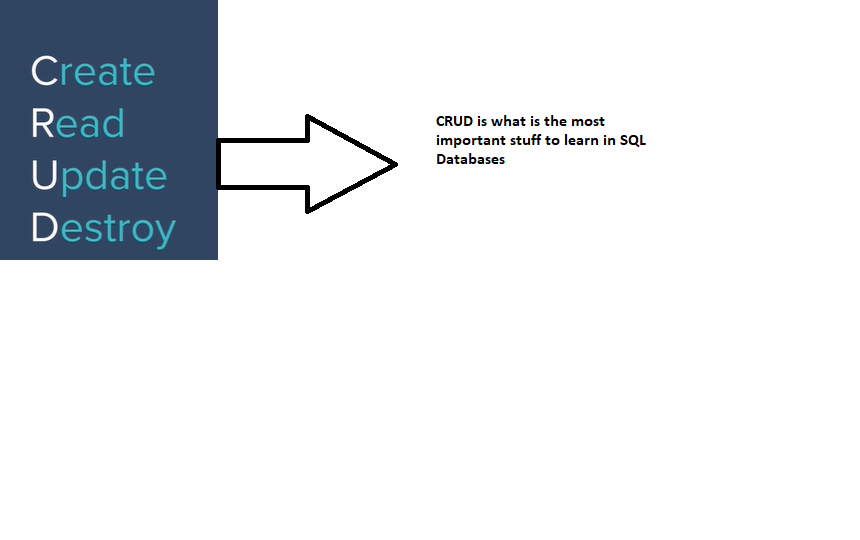 Create
Read
Update
Destroy
CRUD is what is the most
important stuff to learn in SQL
Databases